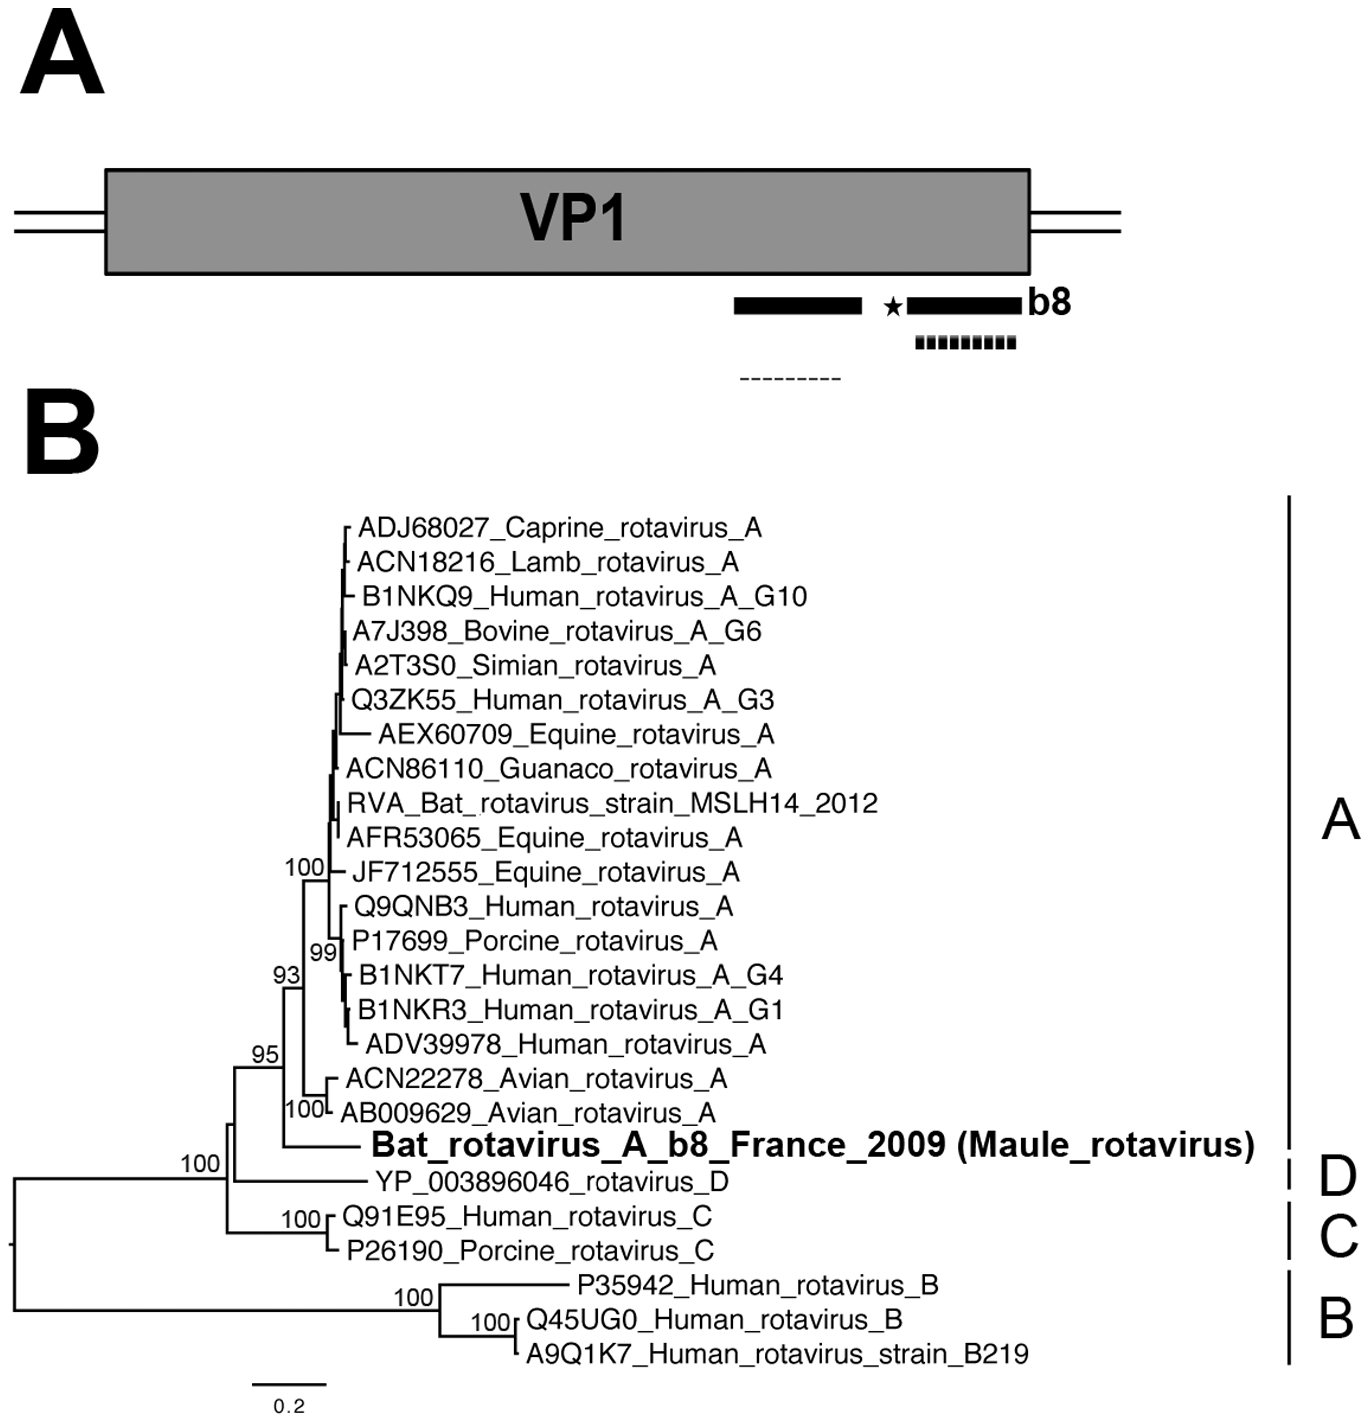 A
VP1
★ b8
B
ADJ68027_Caprine_rotavirus_A
ACN18216_Lamb_rotavirus_A
B1NKQ9_Human_rotavirus_A_G10
A7J398_Bovine_rotavirus_A_G6
A2T3S0_Simian_rotavirus_A
Q3ZK55_Human_rotavirus_A_G3
AEX60709_Equine_rotavirus_A
ACN86110_Guanaco_rotavirus_A
RVA_Bat_rotavirus_strain_MSLH14_2012
A
AFR53065_Equine_rotavirus_A
100
JF712555_Equine_rotavirus_A
Q9QNB3_Human_rotavirus_A
P17699_Porcine_rotavirus_A
99
93
B1NKT7_Human_rotavirus_A_G4
B1NKR3_Human_rotavirus_A_G1
ADV39978_Human_rotavirus_A
95
ACN22278_Avian_rotavirus_A
100
AB009629_Avian_rotavirus_A
Bat_rotavirus_A_b8_France_2009 (Maule_rotavirus)
100
YP_003896046_rotavirus_D
D
100
Q91E95_Human_rotavirus_C
C
P26190_Porcine_rotavirus_C
P35942_Human_rotavirus_B
100
100
Q45UG0_Human_rotavirus_B
B
A9Q1K7_Human_rotavirus_strain_B219
0.2